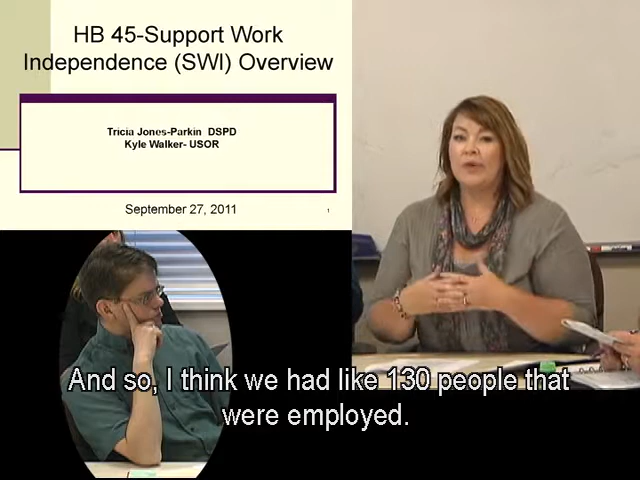 HB 45-Support Work
Independence (SWI) Overview
Tricia Jones-Parkin DSPD
Kyle Walker- USOR
September 27, 2011
1
And so, I think we had like 130 people that
were employed.